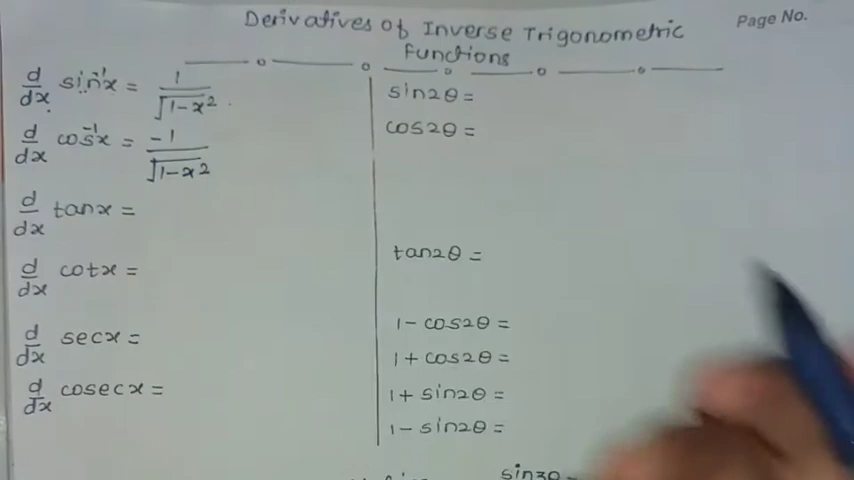 Derivatives of Inverse Trigonometric
Functions
Page No.
d/dx sin⁻¹x = 1/√1-x²
d/dx cos⁻¹x = -1/√1-x²
d/dx tanx =
d/dx cotx =
d/dx secx =
d/dx cosecx =
sin2θ =
cos2θ =
tan2θ =
1 - cos2θ =
1 + cos2θ =
1 + sin2θ =
1 - sin2θ =
sin3θ =